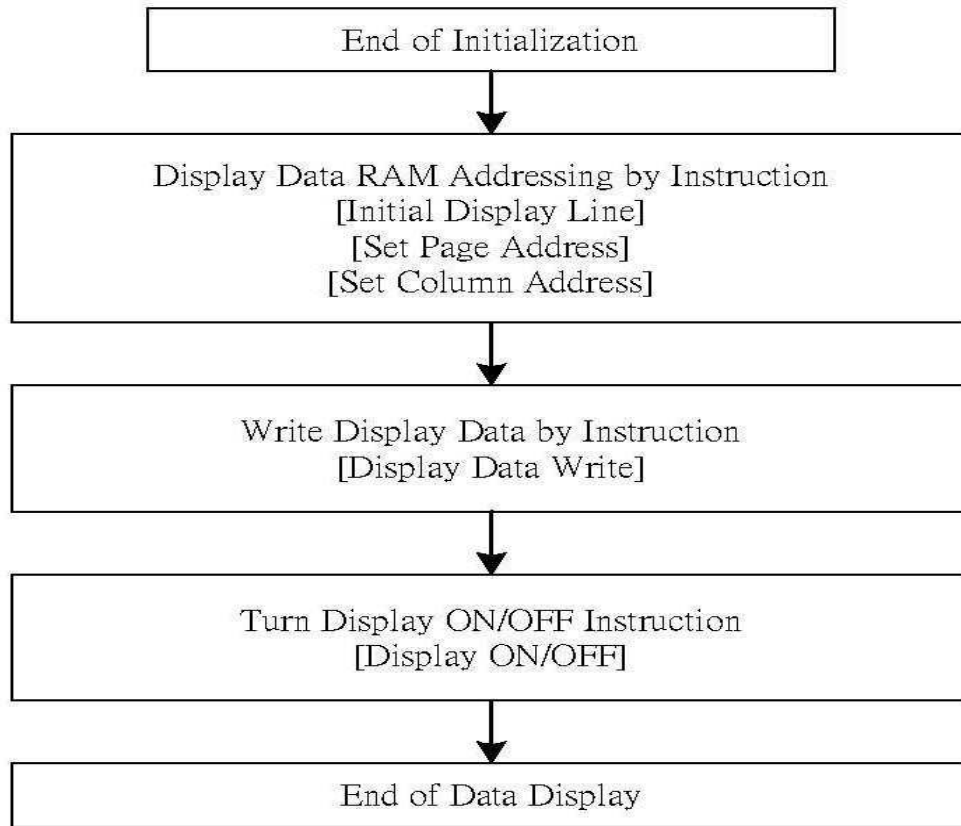 End of Initialization
Display Data RAM Addressing by Instruction
[Initial Display Line]
[Set Page Address]
[Set Column Address]
Write Display Data by Instruction
[Display Data Write]
Turn Display ON/OFF Instruction
[Display ON/OFF]
End of Data Display